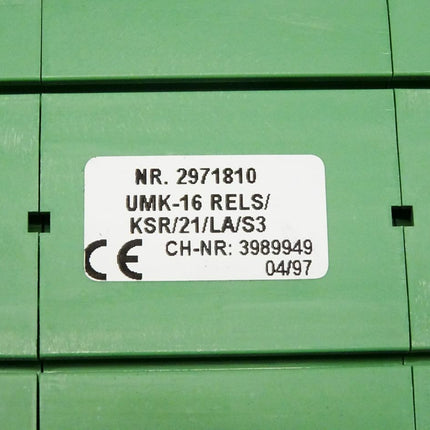 NR. 2971810
UMK-16 RELS/
KSR/21/LA/S3
CE CH-NR: 3989949
04/97